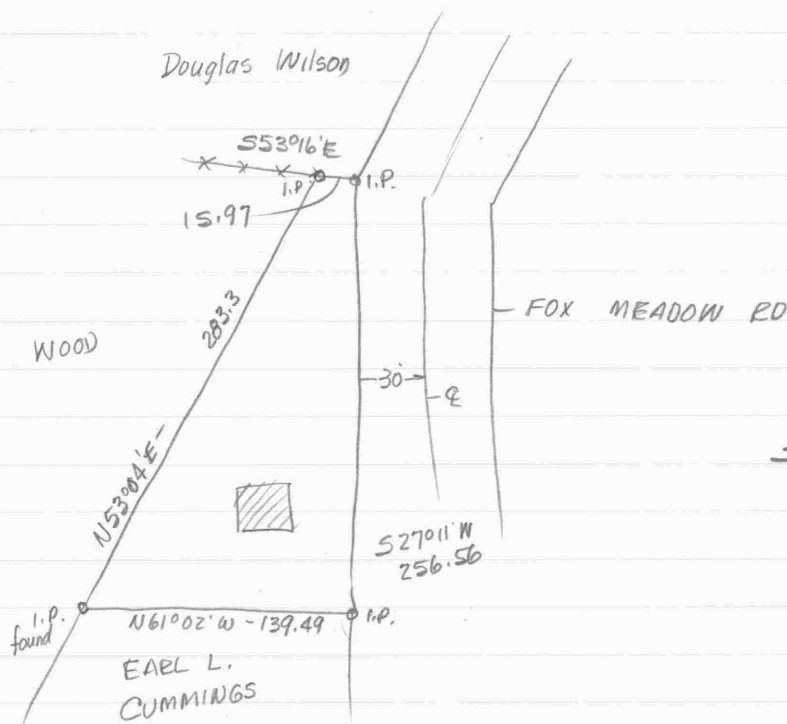 Douglas Wilson
S53°16'E
I.P.
I.P.
15.97
283.3
FOX MEADOW RD
WOOD
30'
℄
N53°04'E-
S27°11'W
256.56
I.P.
found
N61°02'W-139.49
I.P.
EARL L.
CUMMINGS